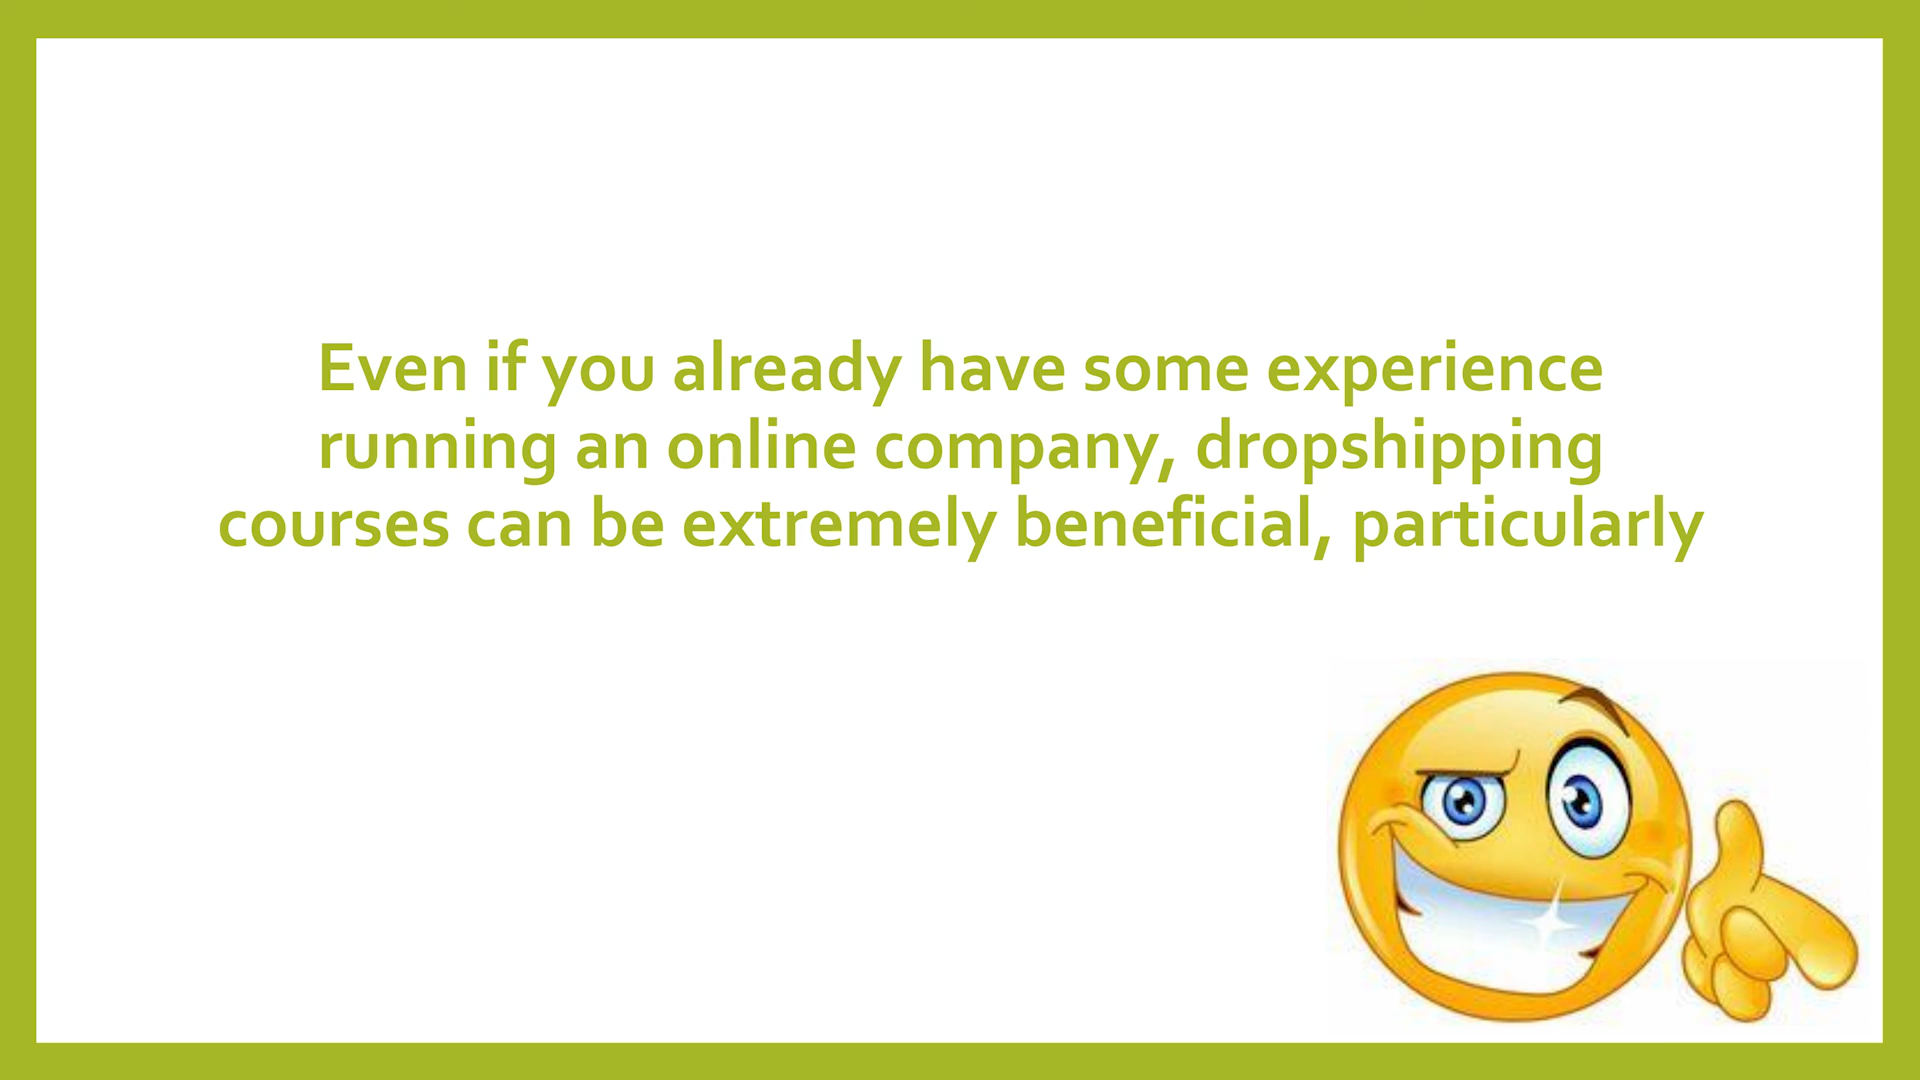 Even if you already have some experience
running an online company, dropshipping
courses can be extremely beneficial, particularly